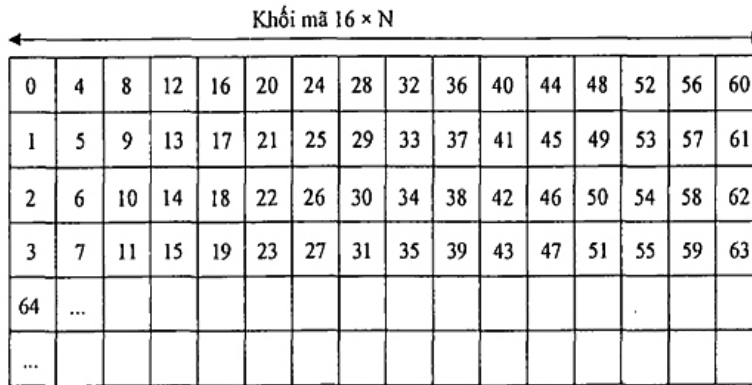 Khối mã 16 × N
0 4 8 12 16 20 24 28 32 36 40 44 48 52 56 60
1 5 9 13 17 21 25 29 33 37 41 45 49 53 57 61
2 6 10 14 18 22 26 30 34 38 42 46 50 54 58 62
3 7 11 15 19 23 27 31 35 39 43 47 51 55 59 63
64 ...
...